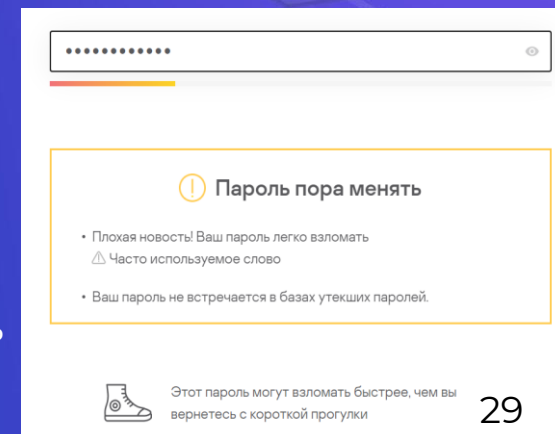 ••••••••••••
Пароль пора менять
• Плохая новость! Ваш пароль легко взломать
Часто используемое слово
• Ваш пароль не встречается в базах утекших паролей.
Этот пароль могут взломать быстрее, чем вы
вернетесь с короткой прогулки
29